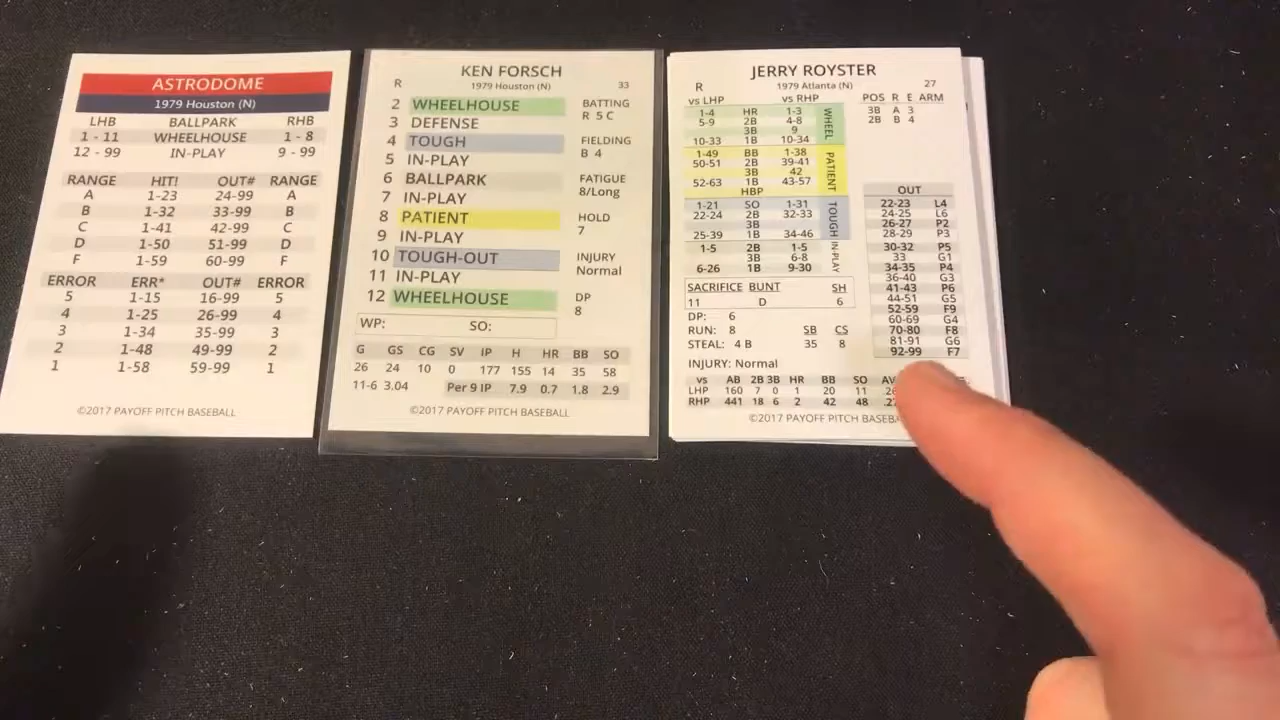 ASTRODOME
1979 Houston (N)
LHB BALLPARK RHB
1 - 11 WHEELHOUSE 1 - 8
12 - 99 IN-PLAY 9 - 99
RANGE HIT! OUT# RANGE
A 1-23 24-99 A
B 1-32 33-99 B
C 1-41 42-99 C
D 1-50 51-99 D
F 1-59 60-99 F
ERROR ERR* OUT# ERROR
5 1-15 16-99 5
4 1-25 26-99 4
3 1-34 35-99 3
2 1-48 49-99 2
1 1-58 59-99 1
©2017 PAYOFF PITCH BASEBALL
KEN FORSCH
R 1979 Houston (N) 33
2 WHEELHOUSE
3 DEFENSE
4 TOUGH
5 IN-PLAY
6 BALLPARK
7 IN-PLAY
8 PATIENT
9 IN-PLAY
10 TOUGH-OUT
11 IN-PLAY
12 WHEELHOUSE
BATTING
R 5 C
FIELDING
B 4
FATIGUE
8/Long
HOLD
7
INJURY
Normal
DP
8
WP: SO:
G GS CG SV IP H HR BB SO
26 24 10 0 177 155 14 35 58
11-6 3.04 Per 9 IP 7.9 0.7 1.8 2.9
©2017 PAYOFF PITCH BASEBALL
JERRY ROYSTER
R 1979 Atlanta (N) 27
vs LHP vs RHP
1-4 HR 1-3
5-9 2B 4-8
3B 9
10-33 1B 10-34
WHEEL
1-49 BB 1-38
50-51 2B 39-41
3B 42
52-63 1B 43-57
HBP
PATIENT
1-21 SO 1-31
22-24 2B 32-33
3B
25-39 1B 34-46
TOUGH
1-5 2B 1-5
3B 6-8
6-26 1B 9-30
IN-PLAY
SACRIFICE BUNT SH
11 D 6
DP: 6
RUN: 8 SB CS
STEAL: 4 B 35 8
INJURY: Normal
POS R E ARM
3B A 3
2B B 4
OUT
22-23 L4
24-25 L6
26-27 P2
28-29 P3
30-32 P5
33 G1
34-35 P4
36-40 G3
41-43 P6
44-51 G5
52-59 F9
60-69 G4
70-80 F8
81-91 G6
92-99 F7
vs AB 2B 3B HR BB SO
LHP 160 7 0 1 20 11
RHP 441 18 6 2 42 48
©2017 PAYOFF PITCH